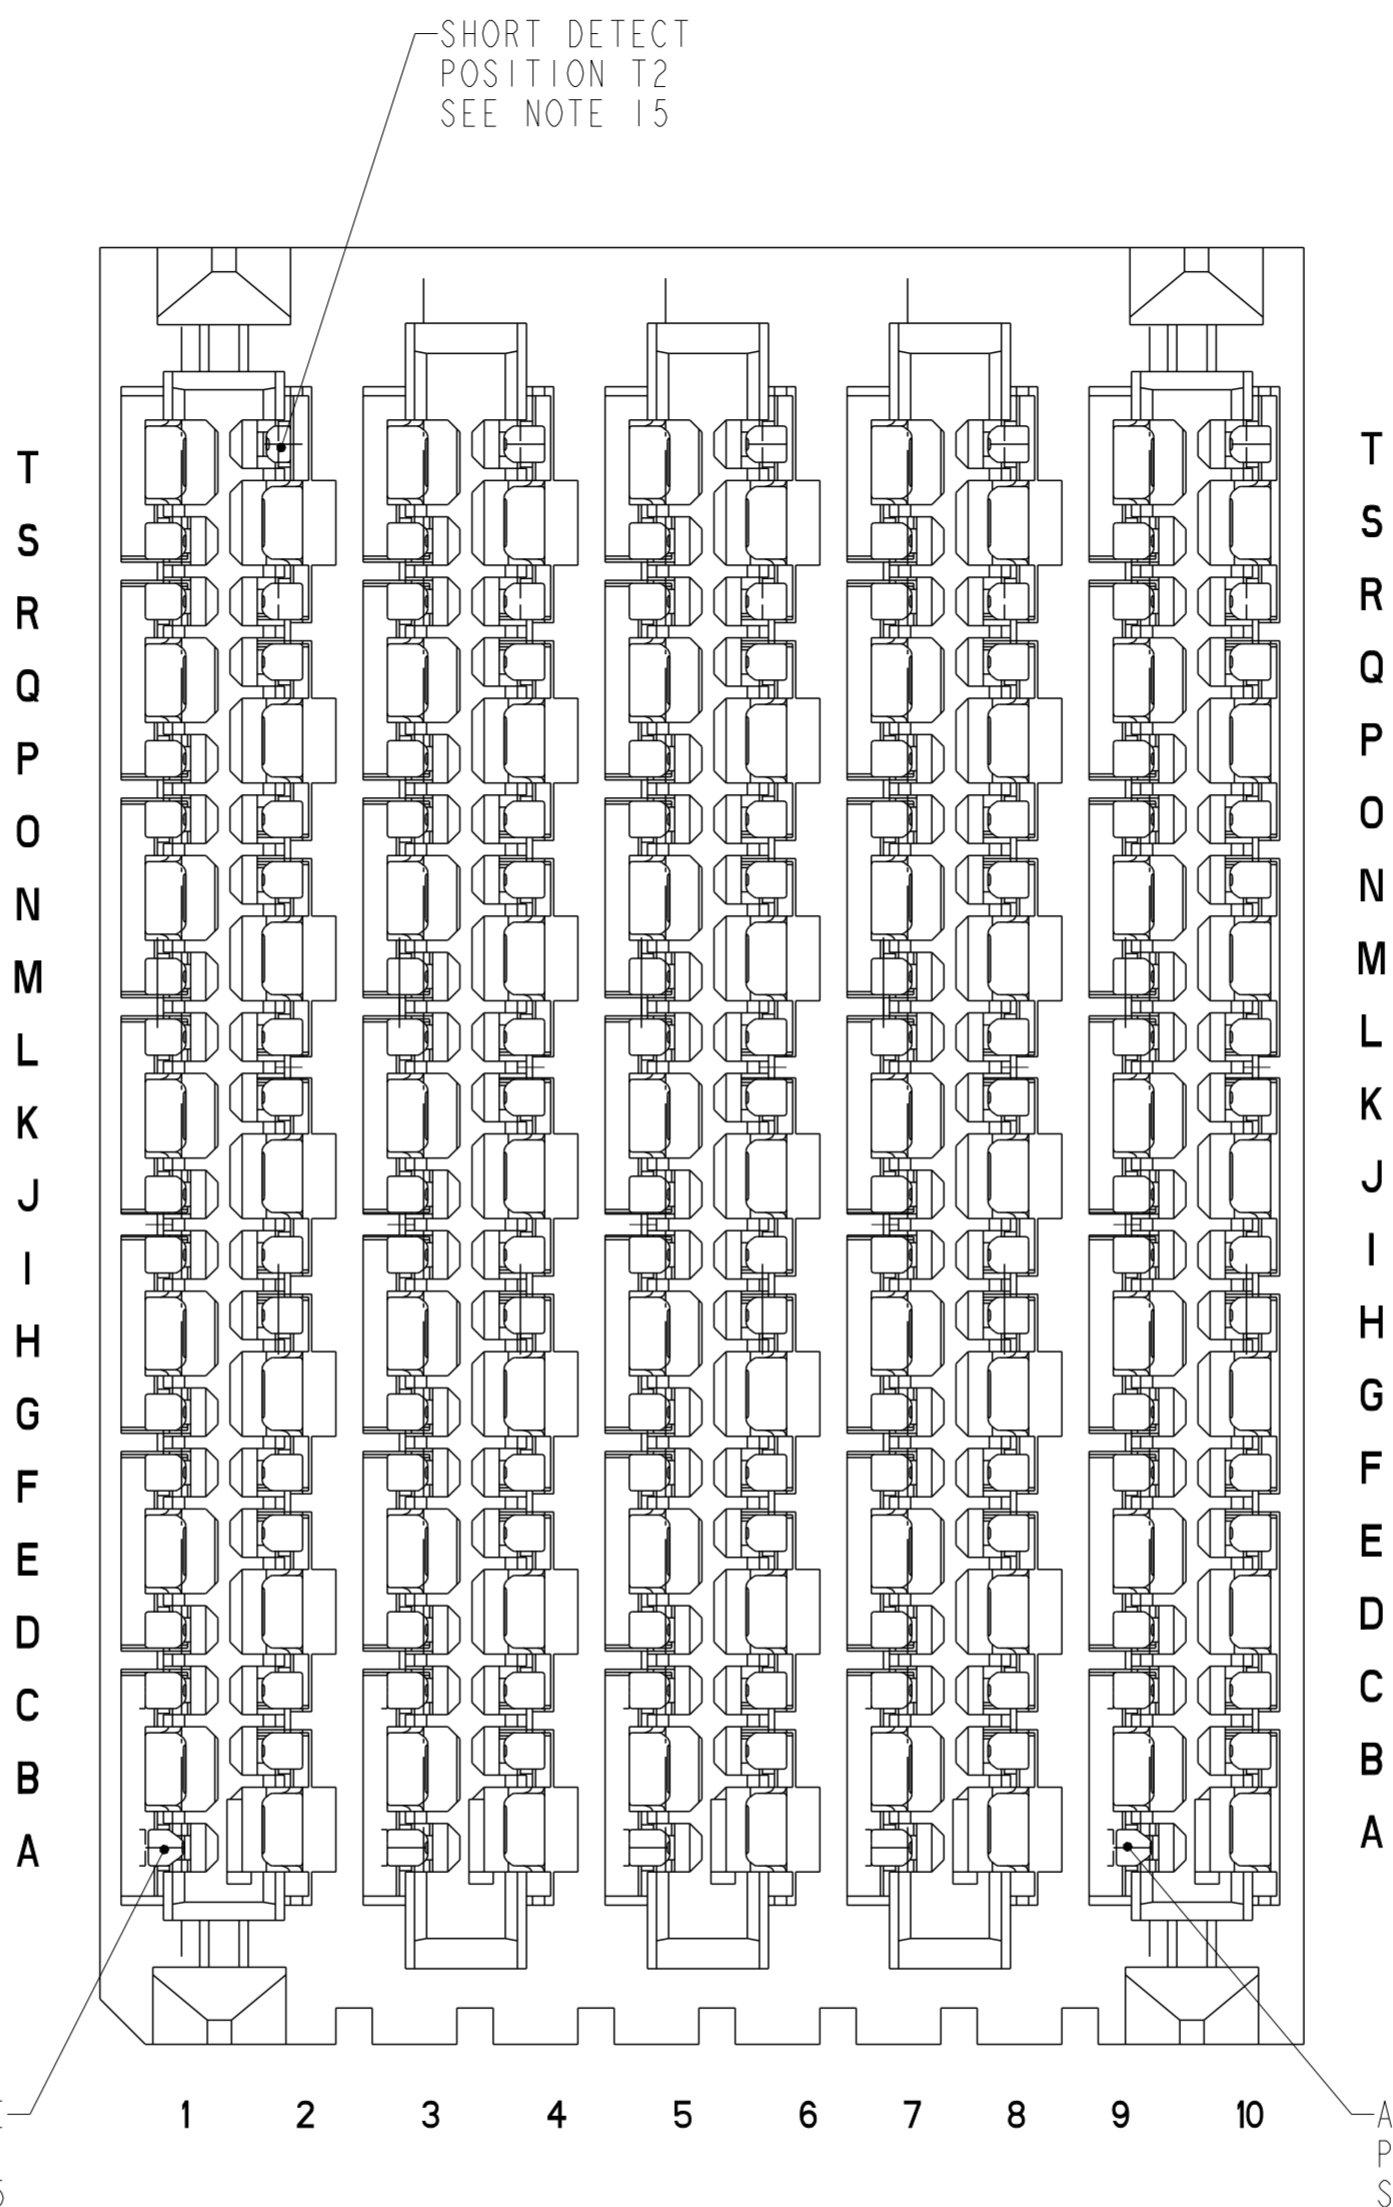 SHORT DETECT
POSITION T2
SEE NOTE 15
T T
S S
R R
Q Q
P P
O O
N N
M M
L L
K K
J J
I I
H H
G G
F F
E E
D D
C C
B B
A A
1 2 3 4 5 6 7 8 9 10
A
P
S